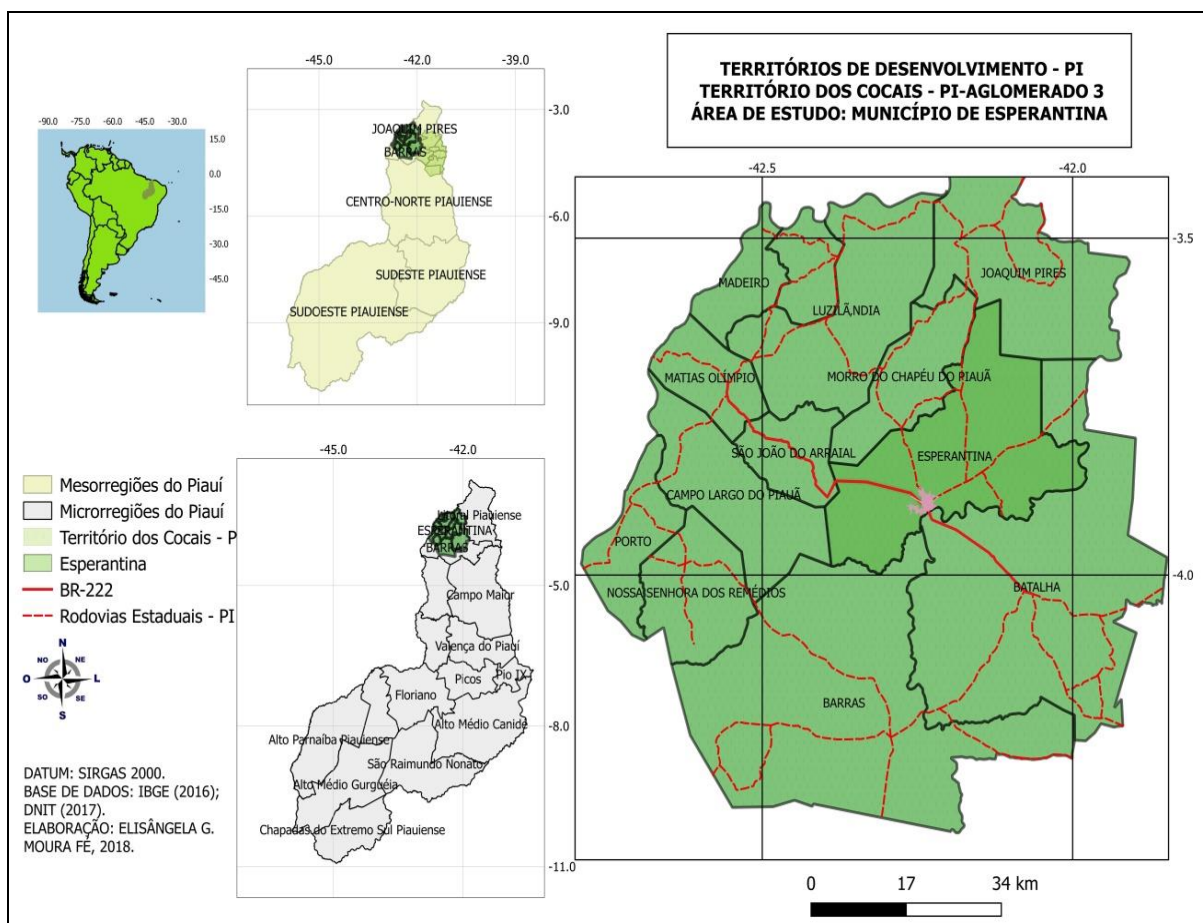 TERRITÓRIOS DE DESENVOLVIMENTO - PI
TERRITÓRIO DOS COCAIS - PI-AGLOMERADO 3
ÁREA DE ESTUDO: MUNICÍPIO DE ESPERANTINA
-90.0 -75.0 -60.0 -45.0 -30.0
15.0
0.0
-15.0
-30.0
-45.0
-45.0 -42.0 -39.0
-3.0
-6.0
-9.0
JOAQUIM PIRES
BARRAS
CENTRO-NORTE PIAUIENSE
SUDESTE PIAUIENSE
SUDOESTE PIAUIENSE
-42.5 -42.0
-3.5
-4.0
MADEIRO
JOAQUIM PIRES
LUZILÃ,NDIA
MATIAS OLÍMPIO
MORRO DO CHAPÉU DO PIAUÃ
SÃO JOÃO DO ARRAIAL
ESPERANTINA
CAMPO LARGO DO PIAUÃ
PORTO
NOSSA SENHORA DOS REMÉDIOS
BATALHA
BARRAS
0 17 34 km
Mesorregiões do Piauí
Microrregiões do Piauí
Território dos Cocais - P
Esperantina
BR-222
Rodovias Estaduais - PI
N
NO NE
O L
SO SE
S
DATUM: SIRGAS 2000.
BASE DE DADOS: IBGE (2016);
DNIT (2017).
ELABORAÇÃO: ELISÂNGELA G.
MOURA FÉ, 2018.
-45.0 -42.0
-5.0
-8.0
-11.0
Litoral Piauiense
ESPERANTINA
BARRAS
Campo Maior
Valença do Piauí
Picos
Pio IX
Floriano
Alto Médio Canidé
Alto Parnaíba Piauiense
São Raimundo Nonato
Alto Médio Gurguéia
Chapadas do Extremo Sul Piauiense